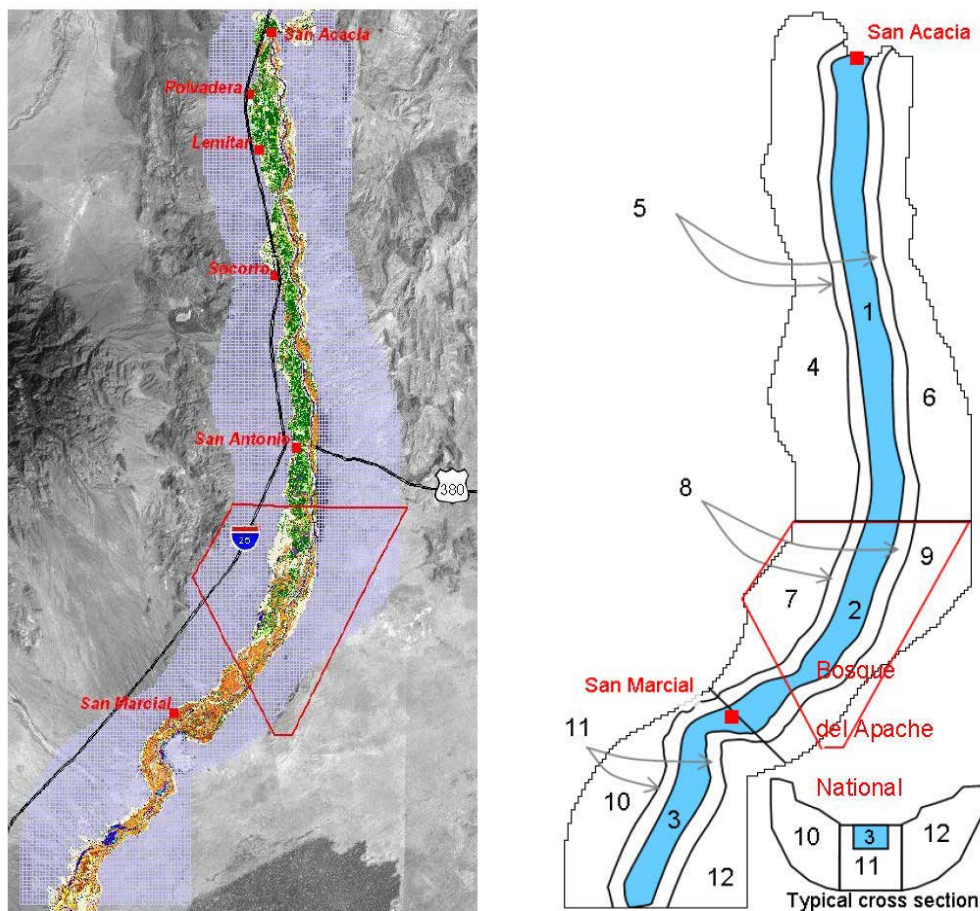 San Acacia
Polvadera
Lemitar
Socorro
San Antonio
380
25
San Marcial
San Acacia
5
1
4
6
8
9
7
2
Bosque
San Marcial
del Apache
11
National
10
3
12
10
3
12
11
Typical cross section